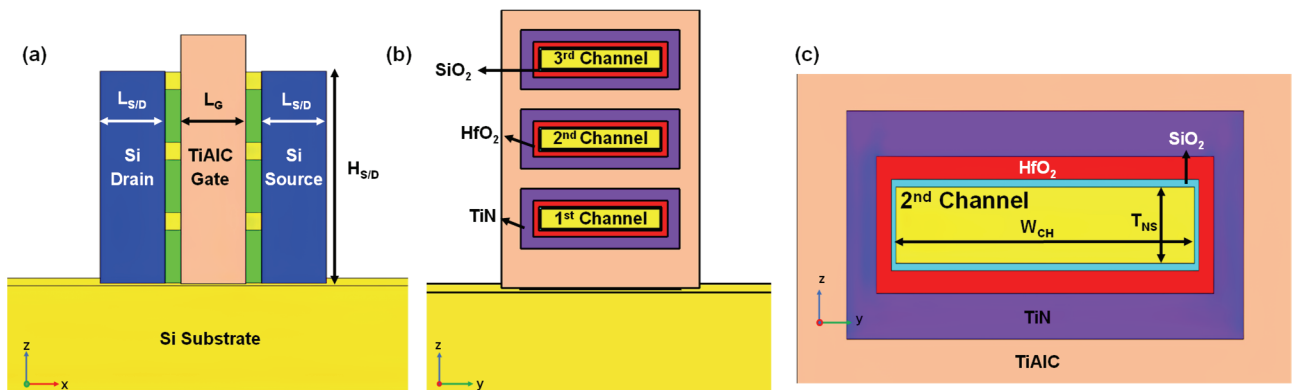 (a)
L_S/D
L_G
L_S/D
Si
Drain
TiAlC
Gate
Si
Source
H_S/D
Si Substrate
z
x
(b)
3rd Channel
SiO2
HfO2
2nd Channel
TiN
1st Channel
z
y
(c)
SiO2
HfO2
2nd Channel
W_CH
T_NS
TiN
TiAlC
z
y